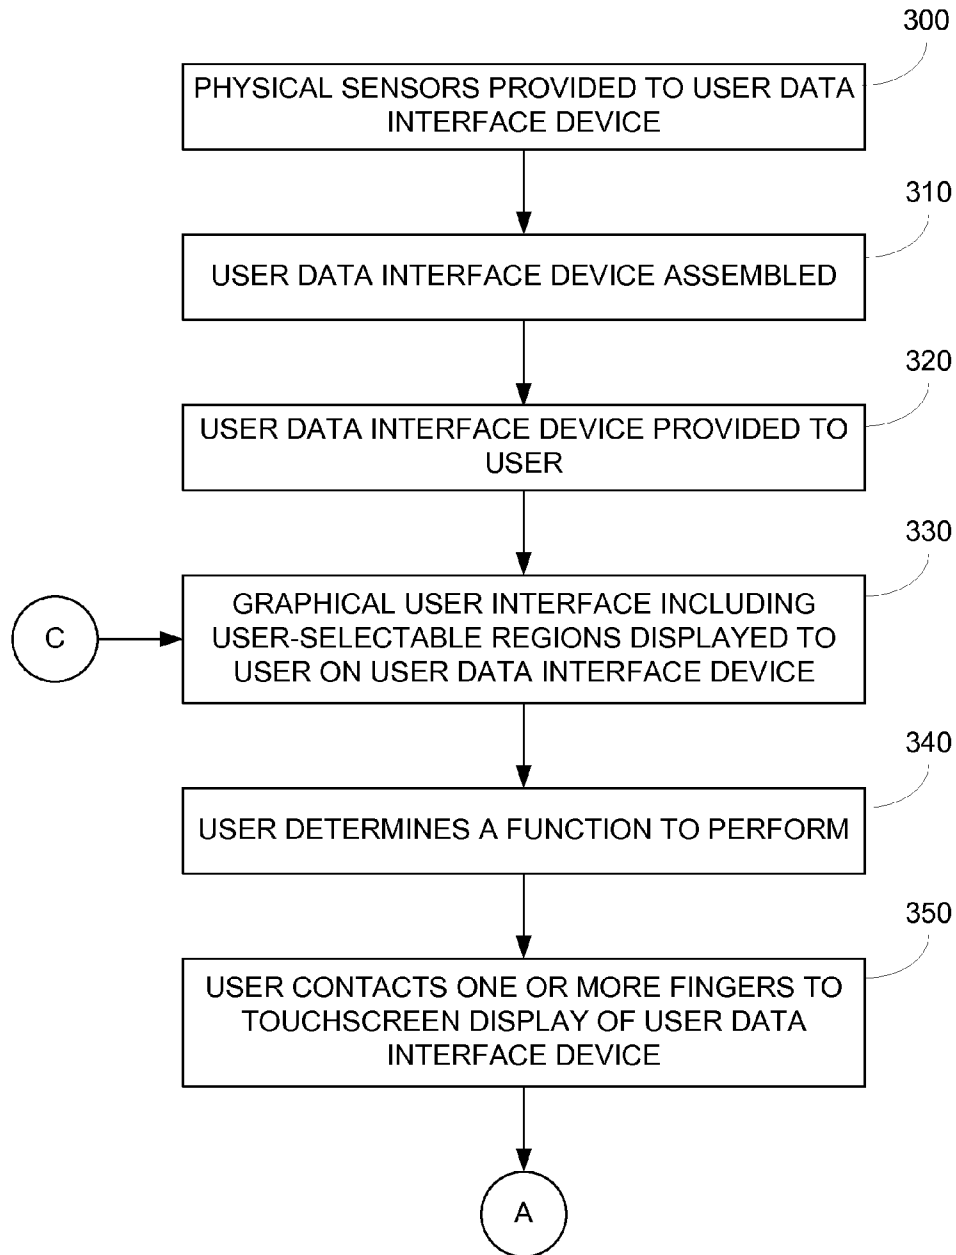 300
PHYSICAL SENSORS PROVIDED TO USER DATA
INTERFACE DEVICE
310
USER DATA INTERFACE DEVICE ASSEMBLED
320
USER DATA INTERFACE DEVICE PROVIDED TO
USER
330
GRAPHICAL USER INTERFACE INCLUDING
USER-SELECTABLE REGIONS DISPLAYED TO
USER ON USER DATA INTERFACE DEVICE
C
340
USER DETERMINES A FUNCTION TO PERFORM
350
USER CONTACTS ONE OR MORE FINGERS TO
TOUCHSCREEN DISPLAY OF USER DATA
INTERFACE DEVICE
A